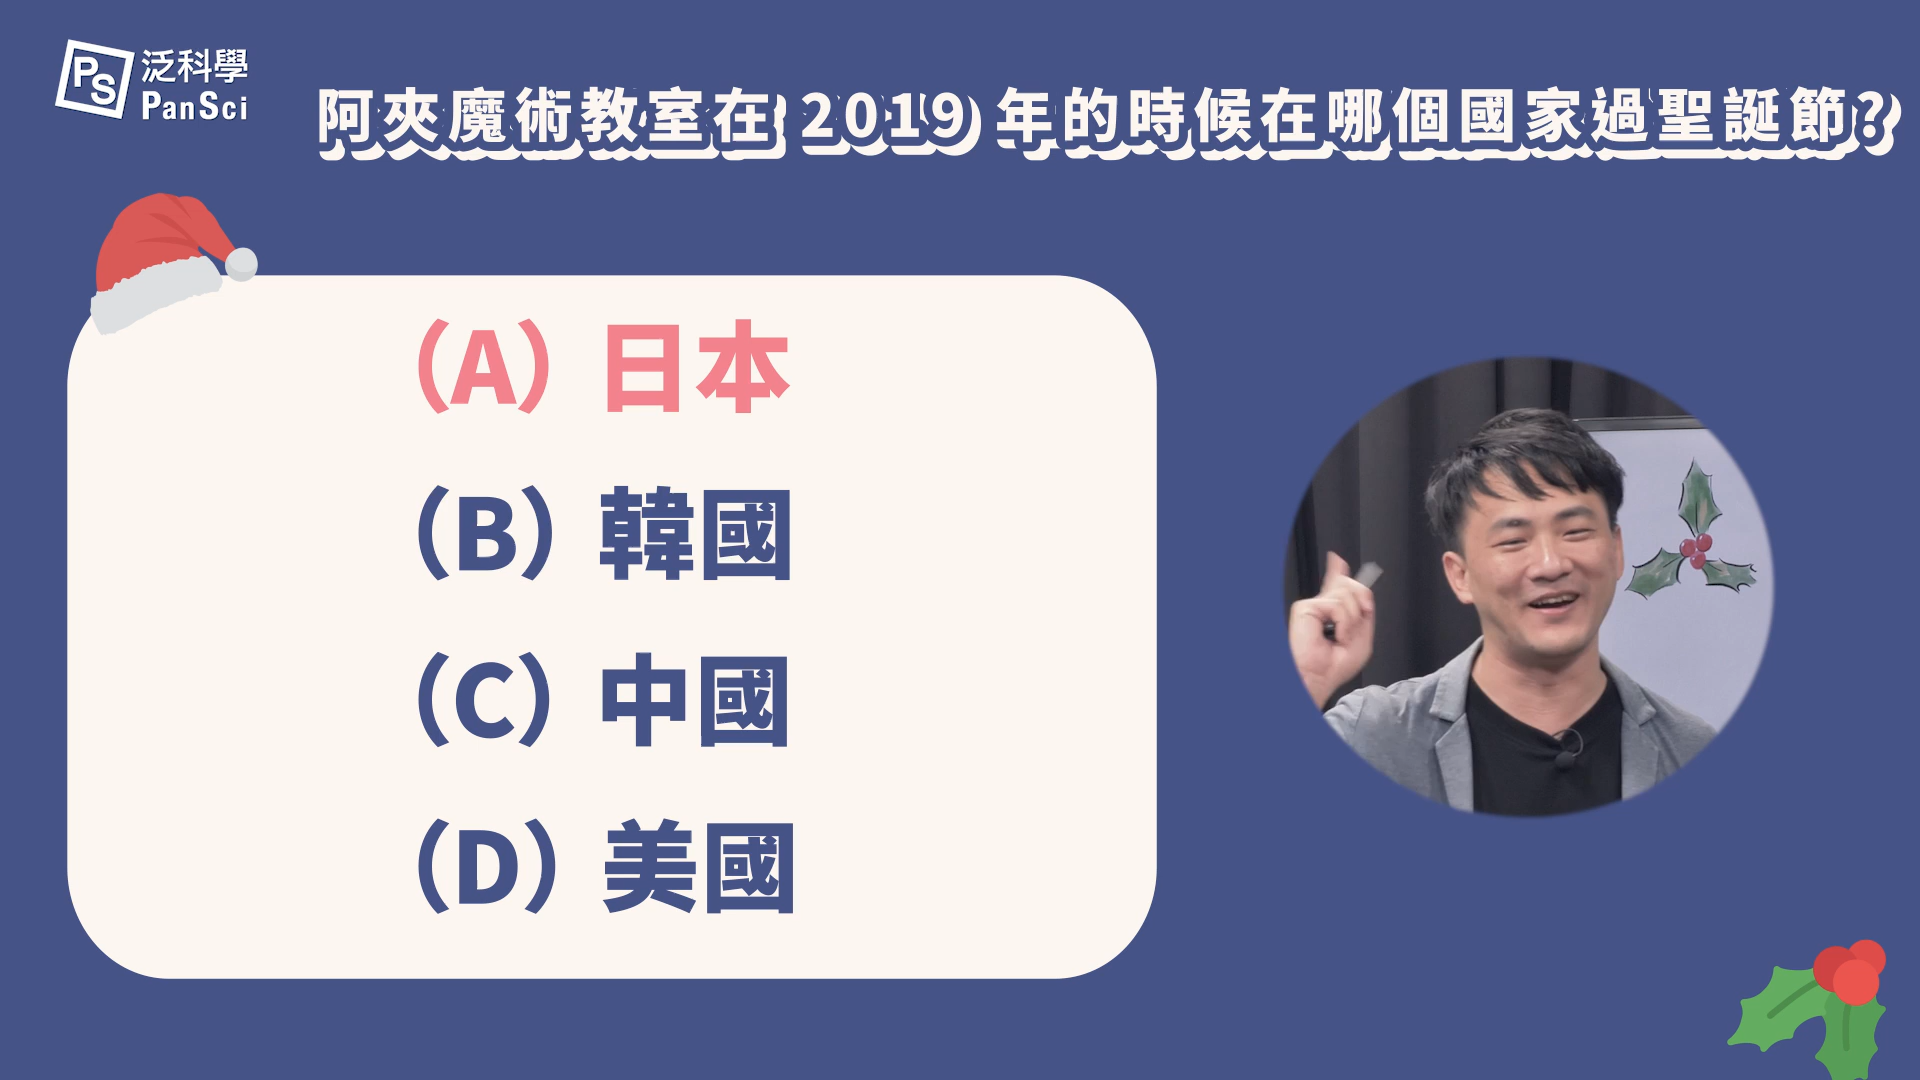 PS 泛科學
PanSci
阿夾魔術教室在 2019 年的時候在哪個國家過聖誕節?
(A) 日本
(B) 韓國
(C) 中國
(D) 美國